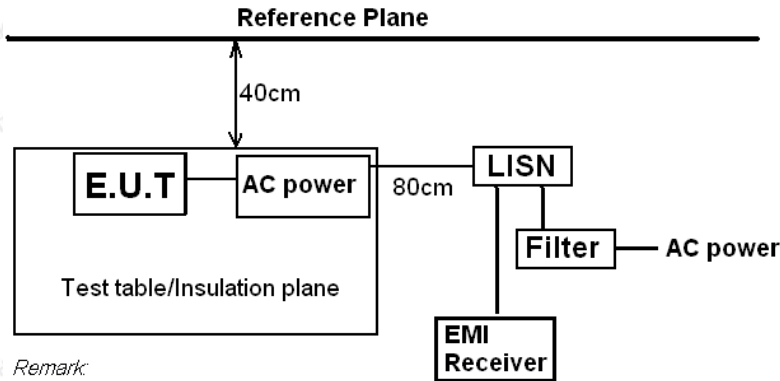 Reference Plane
40cm
E.U.T
AC power
80cm
LISN
Filter
AC power
Test table/Insulation plane
EMI
Receiver
Remark: